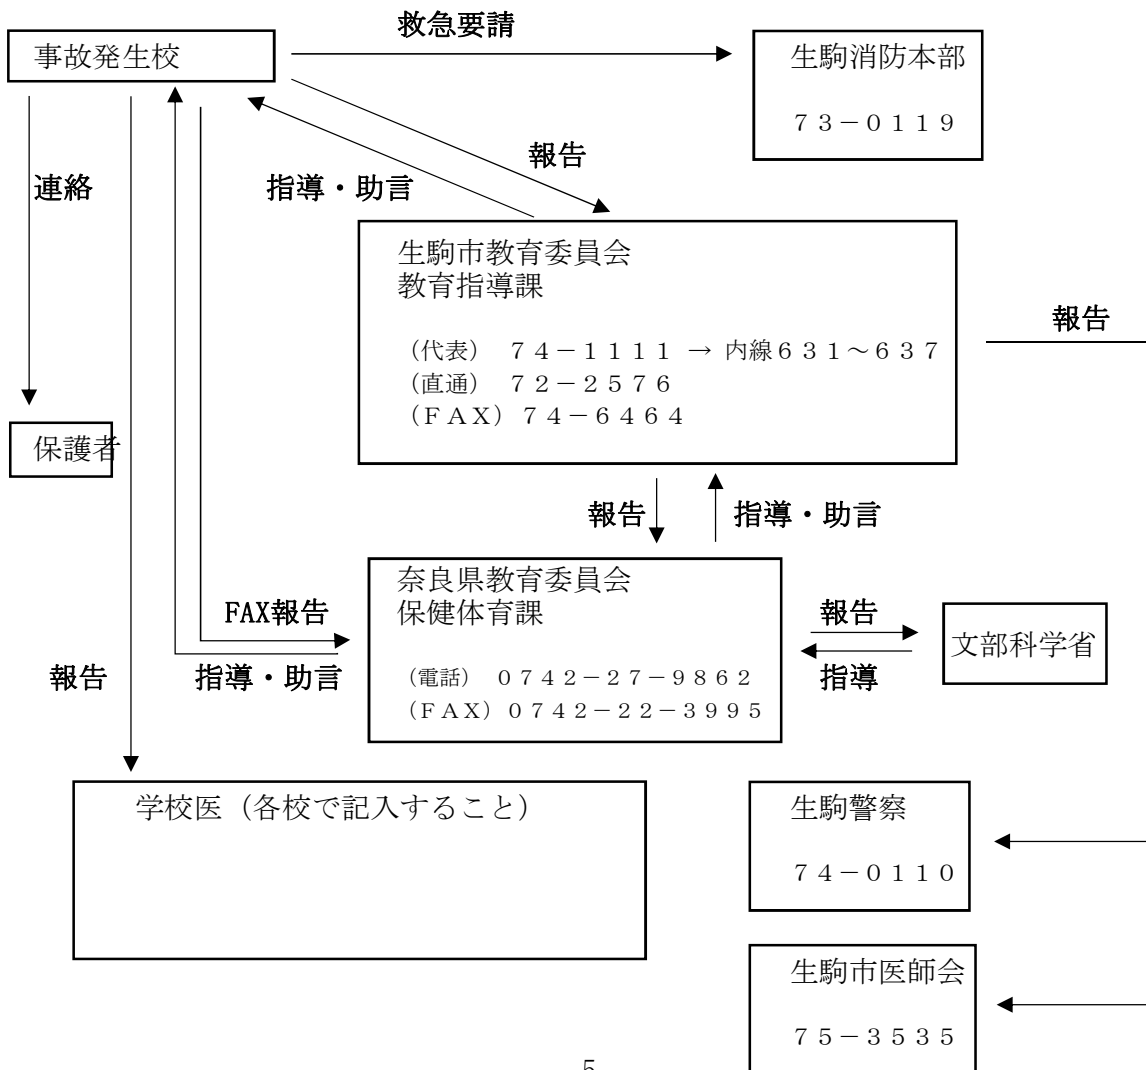 救急要請
事故発生校
生駒消防本部
７３－０１１９
報告
連絡
指導・助言
生駒市教育委員会
教育指導課
（代表） ７４－１１１１ → 内線６３１～６３７
（直通） ７２－２５７６
（ＦＡＸ）７４－６４６４
報告
保護者
報告
指導・助言
奈良県教育委員会
保健体育課
（電話） ０７４２－２７－９８６２
（ＦＡＸ）０７４２－２２－３９９５
FAX報告
指導・助言
報告
指導
文部科学省
報告
学校医（各校で記入すること）
生駒警察
７４－０１１０
生駒市医師会
７５－３５３５
5